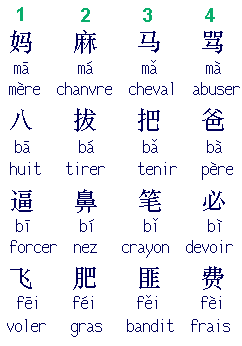 1 2 3 4
妈 麻 马 骂
mā má mǎ mà
mère chanvre cheval abuser
八 拔 把 爸
bā bá bǎ bà
huit tirer tenir père
逼 鼻 笔 必
bī bí bǐ bì
forcer nez crayon devoir
飞 肥 匪 费
fēi féi fěi fèi
voler gras bandit frais